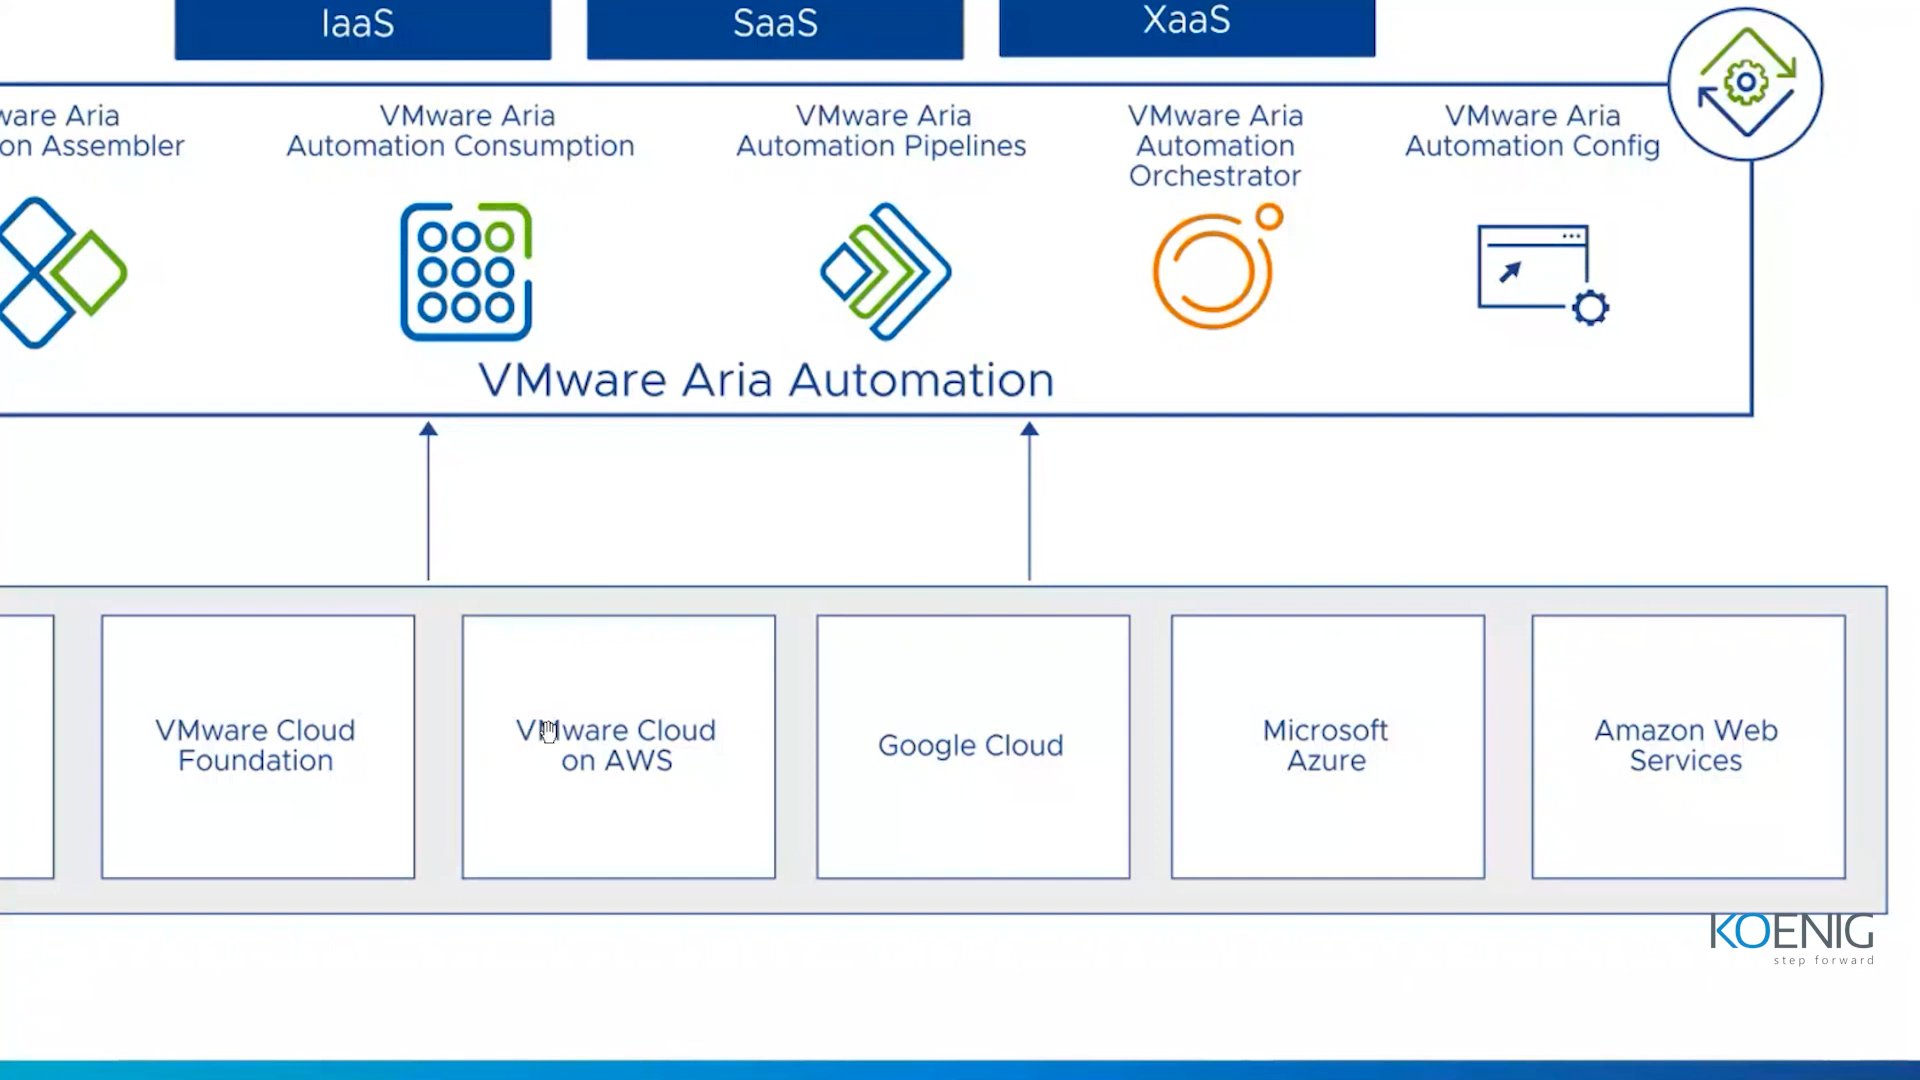 IaaS
SaaS
XaaS
ware Aria
on Assembler
VMware Aria
Automation Consumption
VMware Aria
Automation Pipelines
VMware Aria
Automation
Orchestrator
VMware Aria
Automation Config
VMware Aria Automation
VMware Cloud
Foundation
VMware Cloud
on AWS
Google Cloud
Microsoft
Azure
Amazon Web
Services
KOENIG
step forward